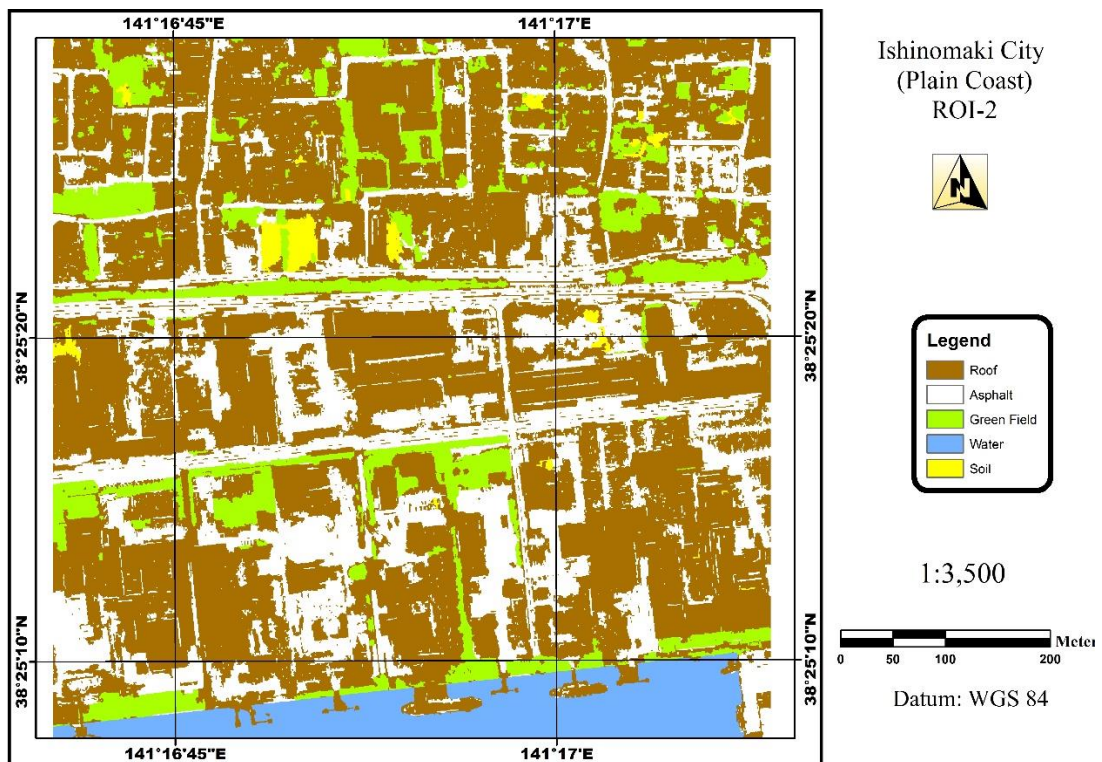 141°16'45"E
141°17'E
Ishinomaki City
(Plain Coast)
ROI-2
N
38°25'20"N
38°25'20"N
Legend
Roof
Asphalt
Green Field
Water
Soil
1:3,500
38°25'10"N
38°25'10"N
Meter
0 50 100 200
Datum: WGS 84
141°16'45"E
141°17'E